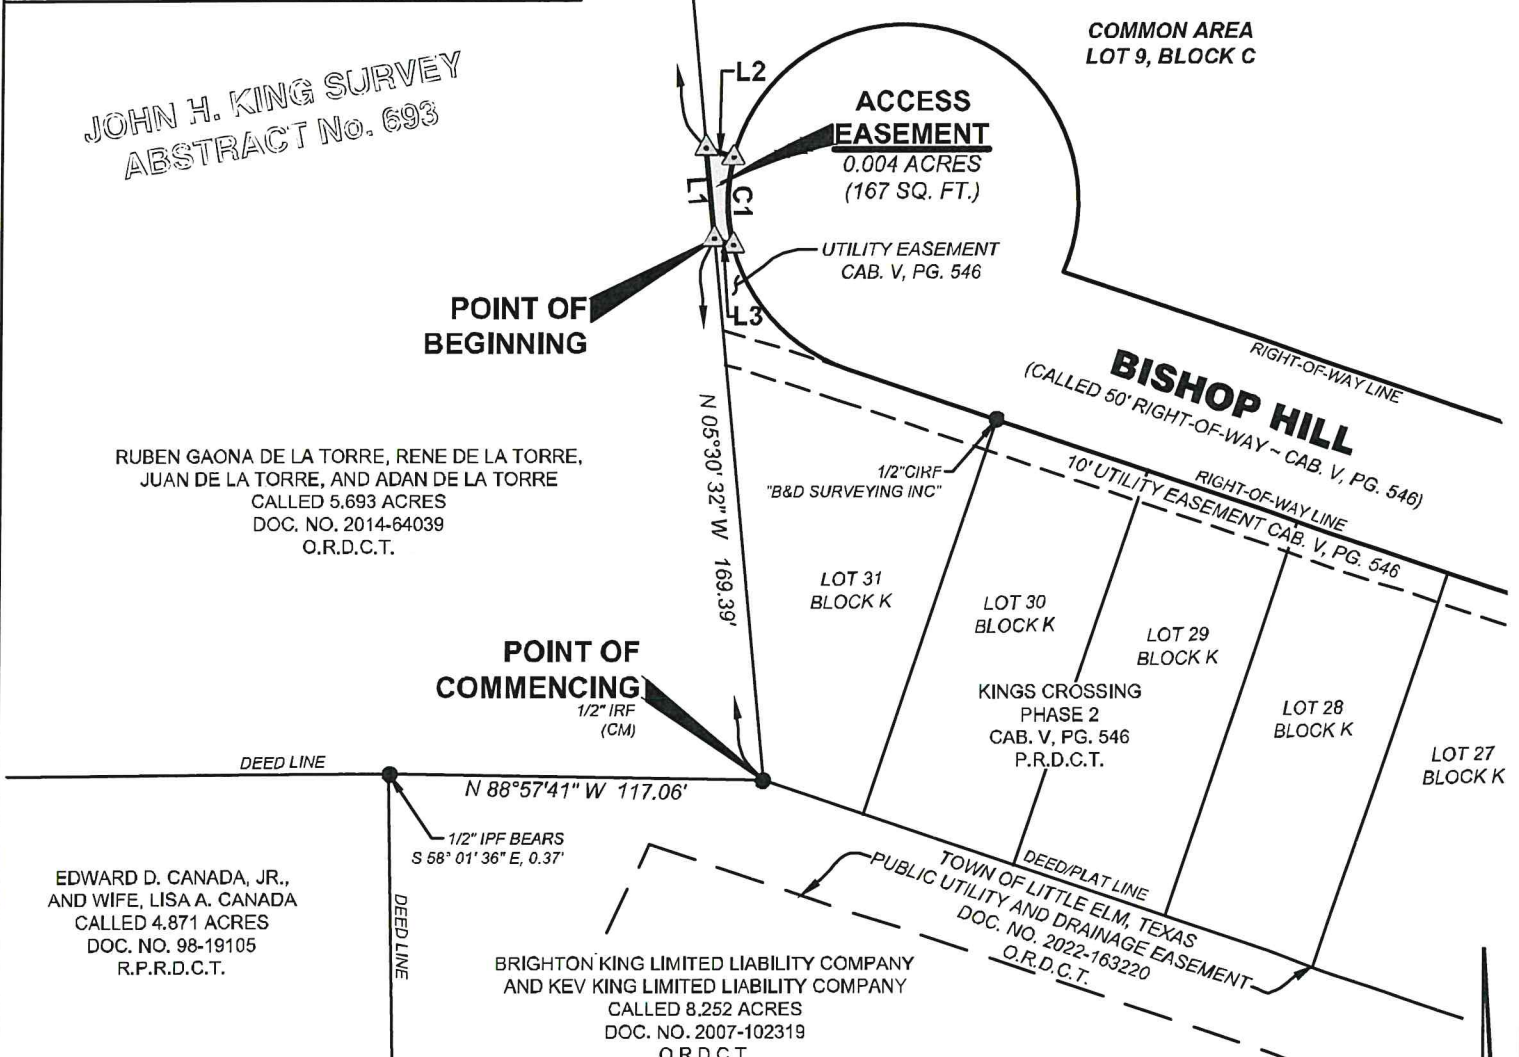 COMMON AREA
LOT 9, BLOCK C
JOHN H. KING SURVEY
ABSTRACT No. 693
L2
ACCESS
EASEMENT
0.004 ACRES
(167 SQ. FT.)
L1
C1
UTILITY EASEMENT
CAB. V, PG. 546
POINT OF
BEGINNING
L3
RIGHT-OF-WAY LINE
BISHOP HILL
(CALLED 50' RIGHT-OF-WAY ~ CAB. V, PG. 546)
N 05°30' 32" W 169.39'
RUBEN GAONA DE LA TORRE, RENE DE LA TORRE,
JUAN DE LA TORRE, AND ADAN DE LA TORRE
CALLED 5.693 ACRES
DOC. NO. 2014-64039
O.R.D.C.T.
1/2"CIRF
"B&D SURVEYING INC"
RIGHT-OF-WAY LINE
10' UTILITY EASEMENT CAB. V, PG. 546
LOT 31
BLOCK K
LOT 30
BLOCK K
LOT 29
BLOCK K
LOT 28
BLOCK K
LOT 27
BLOCK K
KINGS CROSSING
PHASE 2
CAB. V, PG. 546
P.R.D.C.T.
POINT OF
COMMENCING
1/2" IRF
(CM)
DEED LINE
N 88°57'41" W 117.06'
1/2" IPF BEARS
S 58° 01' 36" E, 0.37'
EDWARD D. CANADA, JR.,
AND WIFE, LISA A. CANADA
CALLED 4.871 ACRES
DOC. NO. 98-19105
R.P.R.D.C.T.
DEED LINE
DEED/PLAT LINE
TOWN OF LITTLE ELM, TEXAS
PUBLIC UTILITY AND DRAINAGE EASEMENT
DOC. NO. 2022-163220
O.R.D.C.T.
BRIGHTON KING LIMITED LIABILITY COMPANY
AND KEV KING LIMITED LIABILITY COMPANY
CALLED 8.252 ACRES
DOC. NO. 2007-102319
O.R.D.C.T.